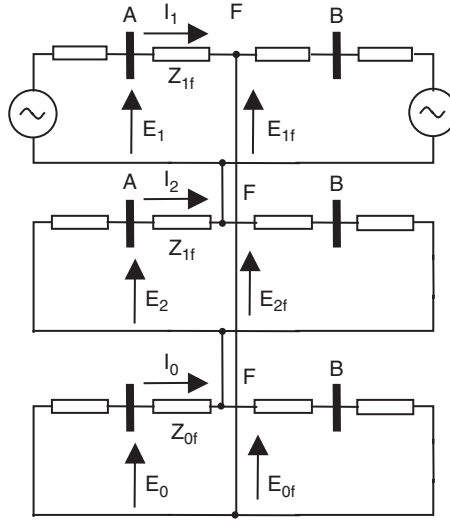 A I₁ F B
Z₁f
E₁ E₁f
A I₂ F B
Z₁f
E₂ E₂f
I₀ F B
A
Z₀f
E₀ E₀f